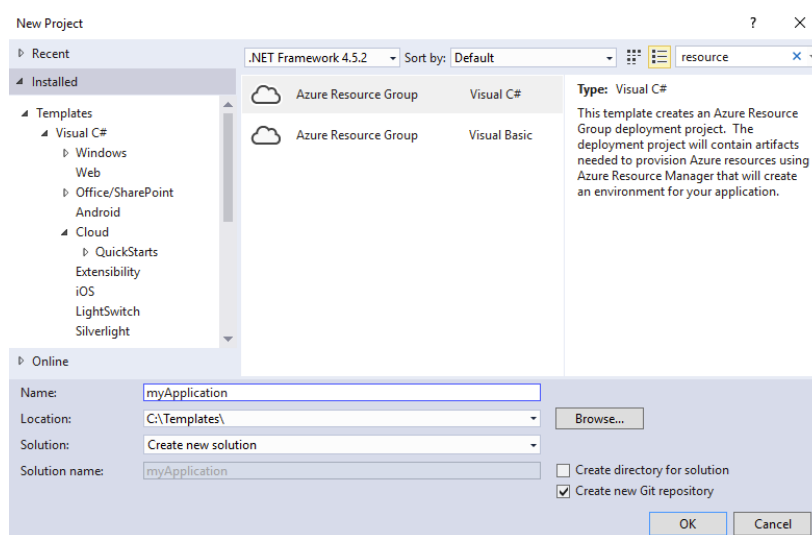 New Project
?
Recent
.NET Framework 4.5.2
Sort by:
Default
resource
Installed
Templates
Visual C#
Windows
Web
Office/SharePoint
Android
Cloud
QuickStarts
Extensibility
iOS
LightSwitch
Silverlight
Online
Azure Resource Group
Visual C#
Azure Resource Group
Visual Basic
Type: Visual C#
This template creates an Azure Resource
Group deployment project. The
deployment project will contain artifacts
needed to provision Azure resources using
Azure Resource Manager that will create
an environment for your application.
Name:
myApplication
Location:
C:\Templates\
Browse...
Solution:
Create new solution
Solution name:
myApplication
Create directory for solution
Create new Git repository
OK
Cancel